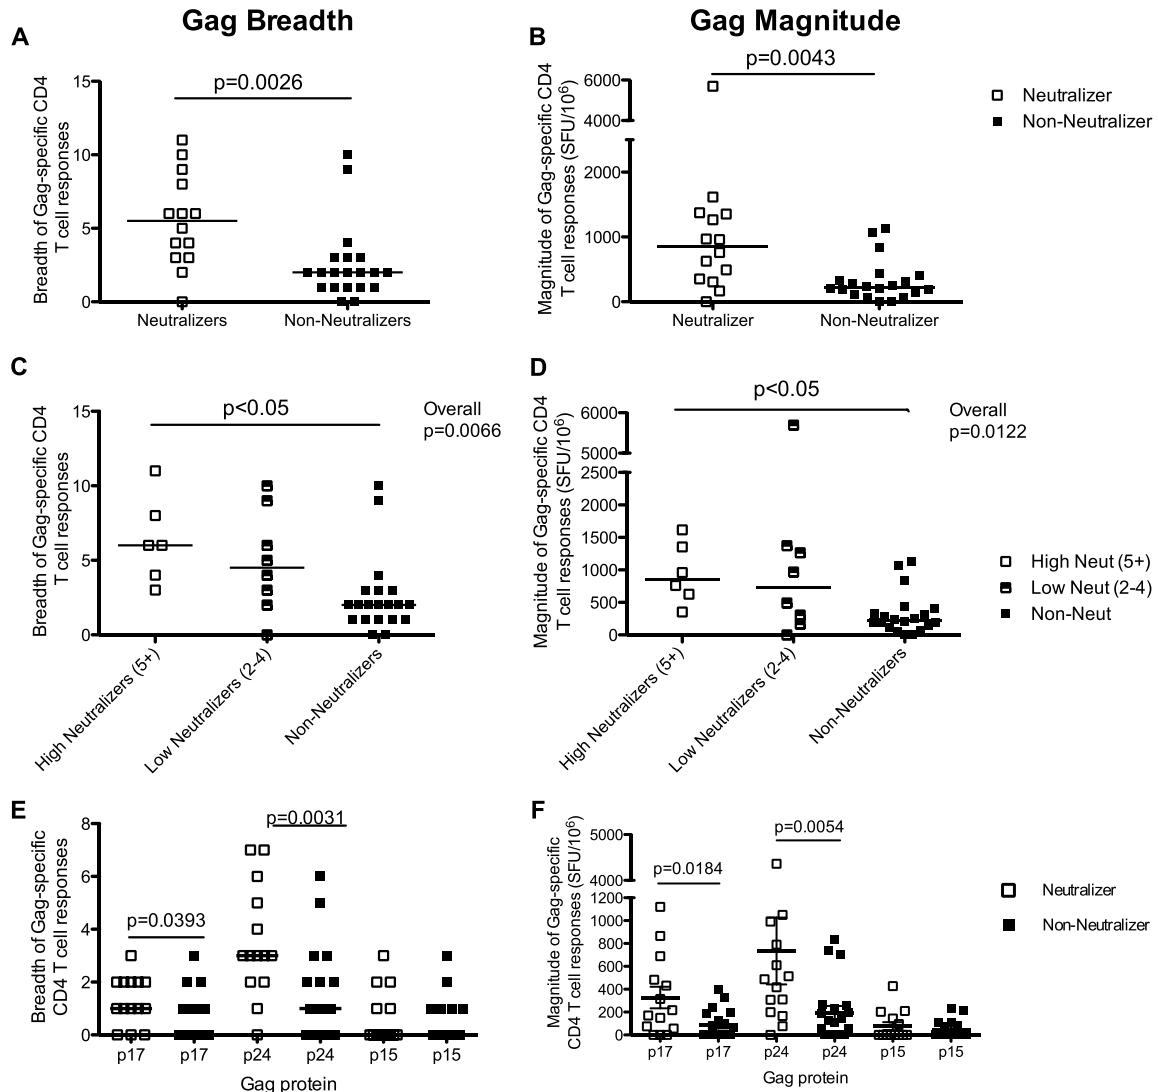 Gag Breadth
Gag Magnitude
A
Breadth of Gag-specific CD4
T cell responses
15
10
5
0
p=0.0026
Neutralizers
Non-Neutralizers
B
Magnitude of Gag-specific CD4
T cell responses (SFU/10⁶)
6000
4000
2000
1000
0
p=0.0043
Neutralizer
Non-Neutralizer
Neutralizer
Non-Neutralizer
C
Breadth of Gag-specific CD4
T cell responses
15
10
5
0
p<0.05
Overall
p=0.0066
High Neutralizers (5+)
Low Neutralizers (2-4)
Non-Neutralizers
D
Magnitude of Gag-specific CD4
T cell responses (SFU/10⁶)
6000
5000
2500
2000
1500
1000
500
0
p<0.05
Overall
p=0.0122
High Neutralizers (5+)
Low Neutralizers (2-4)
Non-Neutralizers
High Neut (5+)
Low Neut (2-4)
Non-Neut
E
Breadth of Gag-specific
CD4 T cell responses
8
6
4
2
0
p=0.0393
p=0.0031
p17
p17
p24
p24
p15
p15
Gag protein
F
Magnitude of Gag-specific
CD4 T cell responses (SFU/10⁶)
5000
4000
1200
1000
800
600
400
200
0
p=0.0184
p=0.0054
p17
p17
p24
p24
p15
p15
Gag protein
Neutralizer
Non-Neutralizer